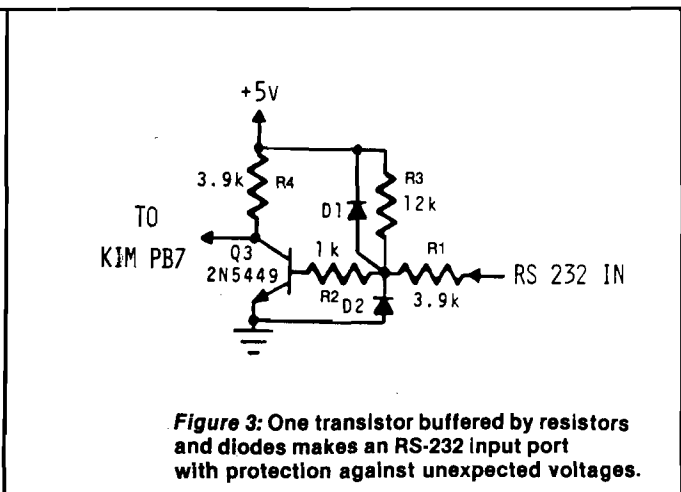 +5v
3.9k R4
R3
12k
D1
TO
KIM PB7
Q3
2N5449
1k
R2
D2
R1
3.9k
RS 232 IN
Figure 3: One transistor buffered by resistors
and diodes makes an RS-232 input port
with protection against unexpected voltages.